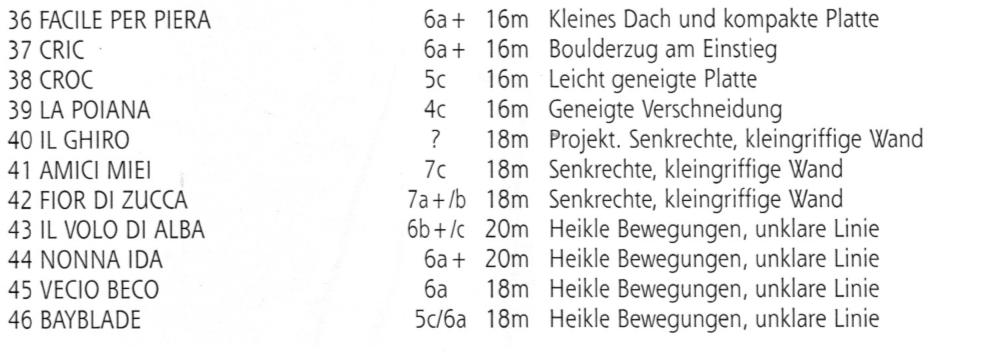 36 FACILE PER PIERA 6a+ 16m Kleines Dach und kompakte Platte
37 CRIC 6a+ 16m Boulderzug am Einstieg
38 CROC 5c 16m Leicht geneigte Platte
39 LA POIANA 4c 16m Geneigte Verschneidung
40 IL GHIRO ? 18m Projekt. Senkrechte, kleingriffige Wand
41 AMICI MIEI 7c 18m Senkrechte, kleingriffige Wand
42 FIOR DI ZUCCA 7a+/b 18m Senkrechte, kleingriffige Wand
43 IL VOLO DI ALBA 6b+/c 20m Heikle Bewegungen, unklare Linie
44 NONNA IDA 6a+ 20m Heikle Bewegungen, unklare Linie
45 VECIO BECO 6a 18m Heikle Bewegungen, unklare Linie
46 BAYBLADE 5c/6a 18m Heikle Bewegungen, unklare Linie